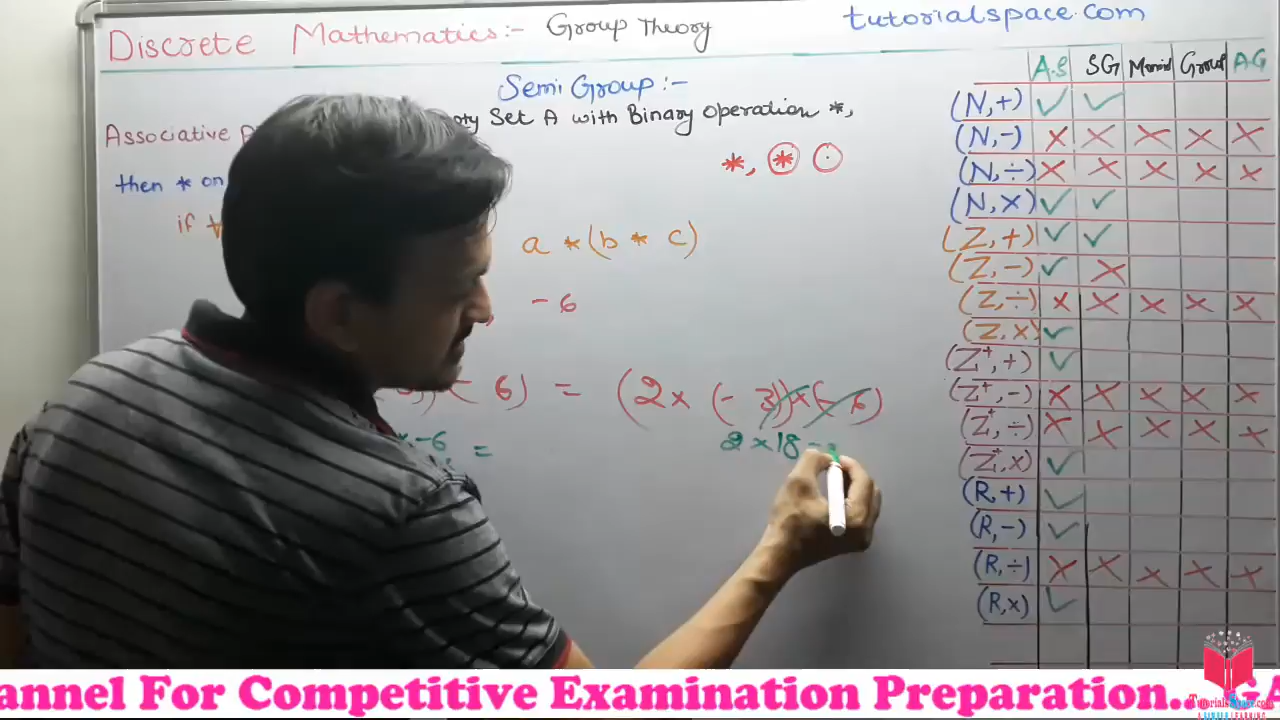 Discrete Mathematics:- Group Theory tutorialspace.com
Semi Group:-
Set A with Binary operation *,
Associative
then * on
*, ⊛ ⊙
if ∀
a * (b * c)
- 6
(- 6) = (2 × (- 3)) × (- 6)
× -6
= 2 × 18 =
A.S SG Monoid Group A.G
(N, +) ✓ ✓
(N, -) × × × × ×
(N, ÷) × × × × ×
(N, ×) ✓ ✓
(Z, +) ✓ ✓
(Z, -) ✓ ×
(Z, ÷) × × × × ×
(Z, ×) ✓
(Z⁺, +) ✓
(Z⁺, -) × × × × ×
(Z⁺, ÷) × × × × ×
(Z⁺, ×) ✓
(R, +) ✓
(R, -) ✓
(R, ÷) × × × × ×
(R, ×) ✓
annel For Competitive Examination Preparation..